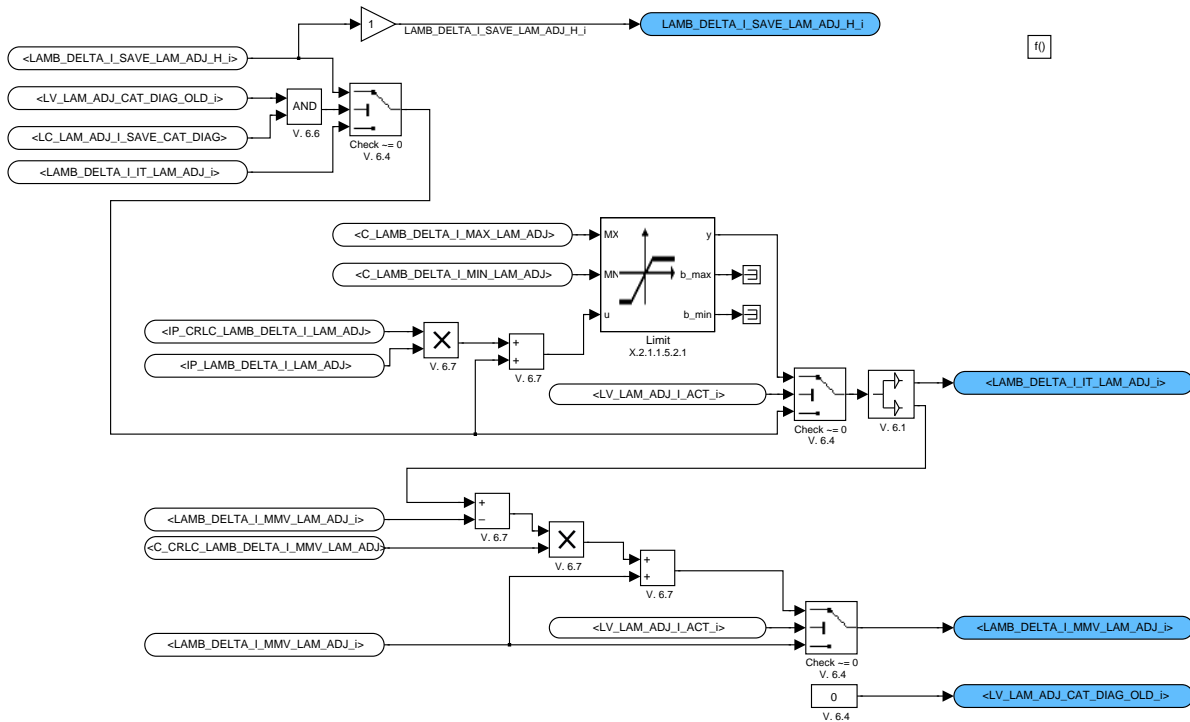 1
LAMB_DELTA_I_SAVE_LAM_ADJ_H_i
LAMB_DELTA_I_SAVE_LAM_ADJ_H_i
f()
<LAMB_DELTA_I_SAVE_LAM_ADJ_H_i>
<LV_LAM_ADJ_CAT_DIAG_OLD_i>
AND
V. 6.6
<LC_LAM_ADJ_I_SAVE_CAT_DIAG>
Check ~= 0
V. 6.4
<LAMB_DELTA_I_IT_LAM_ADJ_i>
<C_LAMB_DELTA_I_MAX_LAM_ADJ>
MX
y
<C_LAMB_DELTA_I_MIN_LAM_ADJ>
MN
b_max
u
b_min
Limit
X.2.1.1.5.2.1
<IP_CRLC_LAMB_DELTA_I_LAM_ADJ>
<IP_LAMB_DELTA_I_LAM_ADJ>
V. 6.7
+
+
V. 6.7
<LV_LAM_ADJ_I_ACT_i>
Check ~= 0
V. 6.4
V. 6.1
<LAMB_DELTA_I_IT_LAM_ADJ_i>
+
−
V. 6.7
<LAMB_DELTA_I_MMV_LAM_ADJ_i>
<C_CRLC_LAMB_DELTA_I_MMV_LAM_ADJ>
V. 6.7
+
+
V. 6.7
<LV_LAM_ADJ_I_ACT_i>
<LAMB_DELTA_I_MMV_LAM_ADJ_i>
Check ~= 0
V. 6.4
<LAMB_DELTA_I_MMV_LAM_ADJ_i>
0
V. 6.4
<LV_LAM_ADJ_CAT_DIAG_OLD_i>